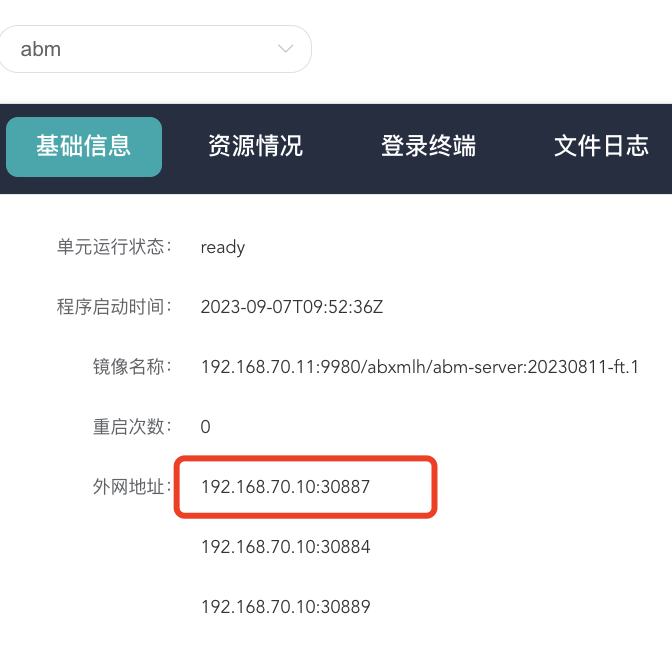 abm
基础信息 资源情况 登录终端 文件日志
单元运行状态： ready
程序启动时间： 2023-09-07T09:52:36Z
镜像名称： 192.168.70.11:9980/abxmlh/abm-server:20230811-ft.1
重启次数： 0
外网地址： 192.168.70.10:30887
192.168.70.10:30884
192.168.70.10:30889